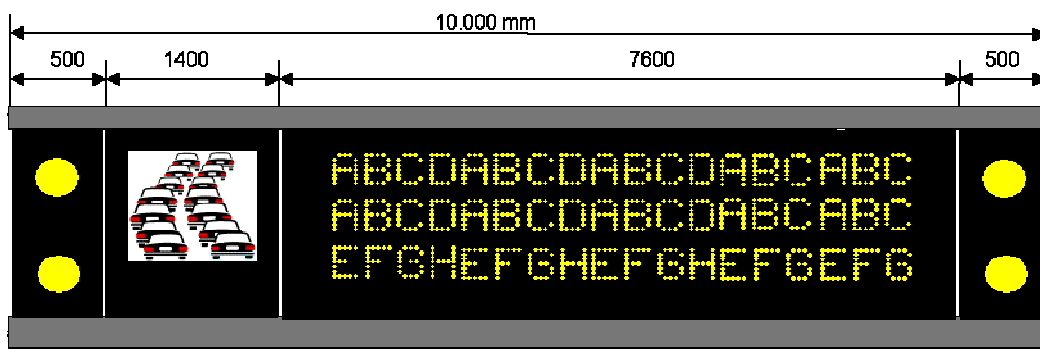 10.000 mm
500 1400 7600 500
ABCDABCDABCDABCABC
ABCDABCDABCDABCABC
EFGHEFGHEFGHEFGEFG